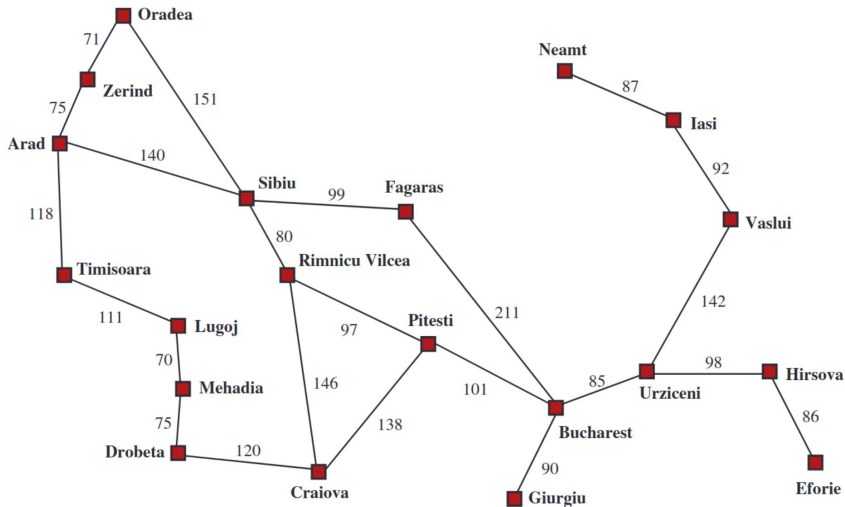 Oradea
71
Neamt
87
Zerind
151
75
Iasi
Arad
140
92
Sibiu
99
Fagaras
118
80
Vaslui
Timisoara
Rimnicu Vilcea
142
111
Lugoj
97
Pitesti
211
70
98
Hirsova
Mehadia
146
101
85
Urziceni
75
138
86
Drobeta
120
Bucharest
90
Craiova
Giurgiu
Eforie